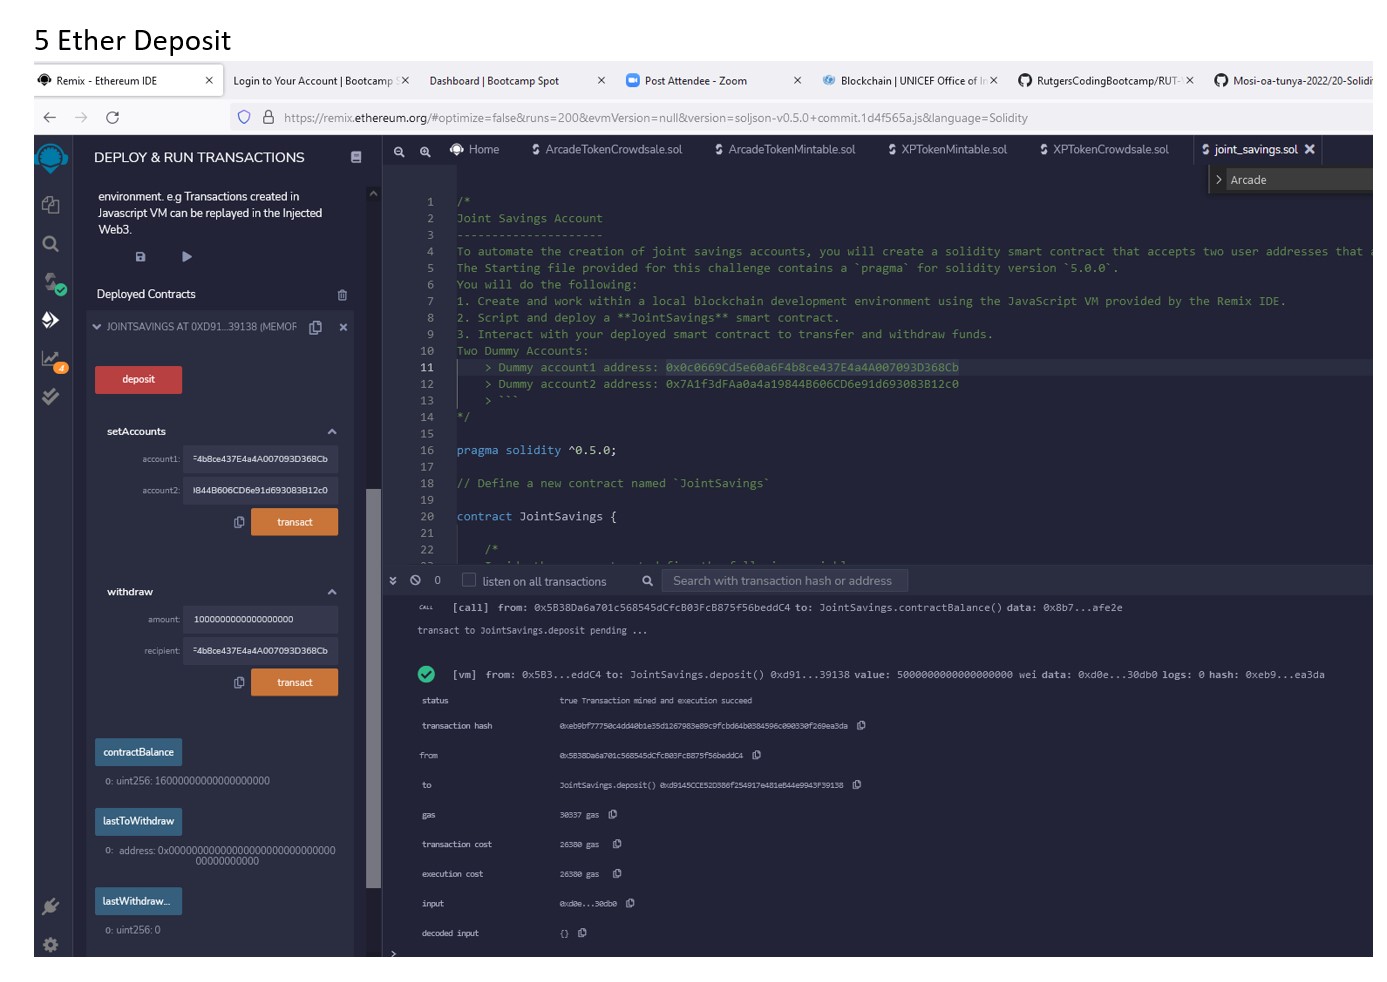 5 Ether Deposit
Remix - Ethereum IDE
Login to Your Account | Bootcamp S
Dashboard | Bootcamp Spot
Post Attendee - Zoom
Blockchain | UNICEF Office of In
RutgersCodingBootcamp/RUT-
Mosi-oa-tunya-2022/20-Solidi
https://remix.ethereum.org/#optimize=false&runs=200&evmVersion=null&version=soljson-v0.5.0+commit.1d4f565a.js&language=Solidity
DEPLOY & RUN TRANSACTIONS
environment. e.g Transactions created in
Javascript VM can be replayed in the Injected
Web3.
Deployed Contracts
JOINTSAVINGS AT 0XD91...39138 (MEMOR
deposit
setAccounts
account1: F4b8ce437E4a4A007093D368Cb
account2: 9844B606CD6e91d693083B12c0
transact
withdraw
amount: 1000000000000000000
recipient: F4b8ce437E4a4A007093D368Cb
transact
contractBalance
0: uint256: 16000000000000000000
lastToWithdraw
0: address: 0x00000000000000000000000000
00000000000000
lastWithdraw...
0: uint256: 0
4
Home
ArcadeTokenCrowdsale.sol
ArcadeTokenMintable.sol
XPTokenMintable.sol
XPTokenCrowdsale.sol
joint_savings.sol
Arcade
1 /*
2 Joint Savings Account
3 ---------------------
4 To automate the creation of joint savings accounts, you will create a solidity smart contract that accepts two user addresses that a
5 The Starting file provided for this challenge contains a `pragma` for solidity version `5.0.0`.
6 You will do the following:
7 1. Create and work within a local blockchain development environment using the JavaScript VM provided by the Remix IDE.
8 2. Script and deploy a **JointSavings** smart contract.
9 3. Interact with your deployed smart contract to transfer and withdraw funds.
10 Two Dummy Accounts:
11 > Dummy account1 address: 0x0c0669Cd5e60a6F4b8ce437E4a4A007093D368Cb
12 > Dummy account2 address: 0x7A1f3dFAa0a4a19844B606CD6e91d693083B12c0
13 > ```
14 */
15
16 pragma solidity ^0.5.0;
17
18 // Define a new contract named `JointSavings`
19
20 contract JointSavings {
21
22 /*
0
listen on all transactions
Search with transaction hash or address
CALL [call] from: 0x5B38Da6a701c568545dCfcB03FcB875f56beddC4 to: JointSavings.contractBalance() data: 0x8b7...afe2e
transact to JointSavings.deposit pending ...
[vm] from: 0x5B3...eddC4 to: JointSavings.deposit() 0xd91...39138 value: 5000000000000000000 wei data: 0xd0e...30db0 logs: 0 hash: 0xeb9...ea3da
status true Transaction mined and execution succeed
transaction hash 0xeb9bf77750c4dd40b1e35d1267983e89c9fcbd64b0384596c090330f269ea3da
from 0x5B38Da6a701c568545dCfcB03FcB875f56beddC4
to JointSavings.deposit() 0xd9145CCE52D386f254917e481eB44e9943F39138
gas 30337 gas
transaction cost 26380 gas
execution cost 26380 gas
input 0xd0e...30db0
decoded input {}